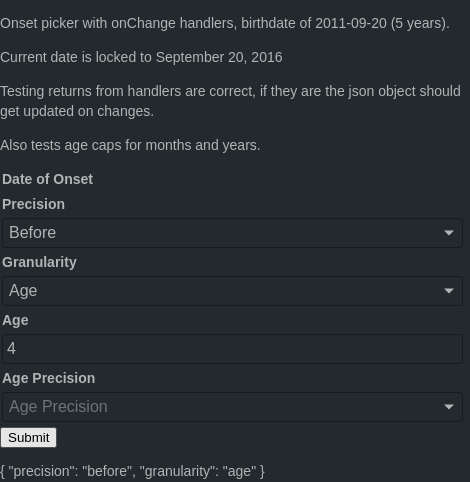 Onset picker with onChange handlers, birthdate of 2011-09-20 (5 years).
Current date is locked to September 20, 2016
Testing returns from handlers are correct, if they are the json object should
get updated on changes.
Also tests age caps for months and years.
Date of Onset
Precision
Before
Granularity
Age
Age
4
Age Precision
Age Precision
Submit
{ "precision": "before", "granularity": "age" }